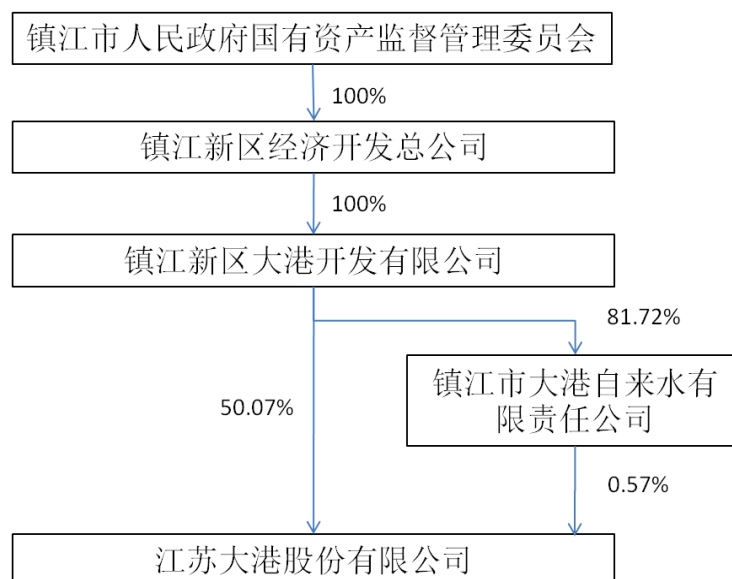 镇江市人民政府国有资产监督管理委员会
100%
镇江新区经济开发总公司
100%
镇江新区大港开发有限公司
81.72%
镇江市大港自来水有
限责任公司
50.07%
0.57%
江苏大港股份有限公司